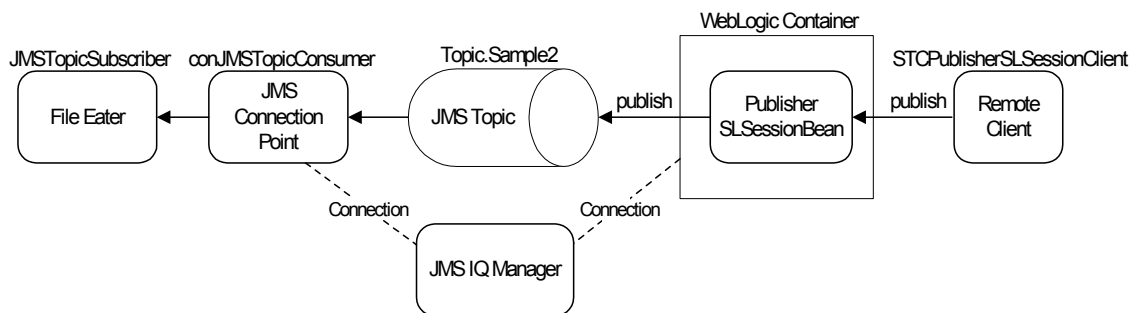 WebLogic Container
JMSTopicSubscriber
conJMSTopicConsumer
Topic.Sample2
STCPublisherSLSessionClient
File Eater
JMS
Connection
Point
JMS Topic
publish
Publisher
SLSessionBean
publish
Remote
Client
Connection
Connection
JMS IQ Manager